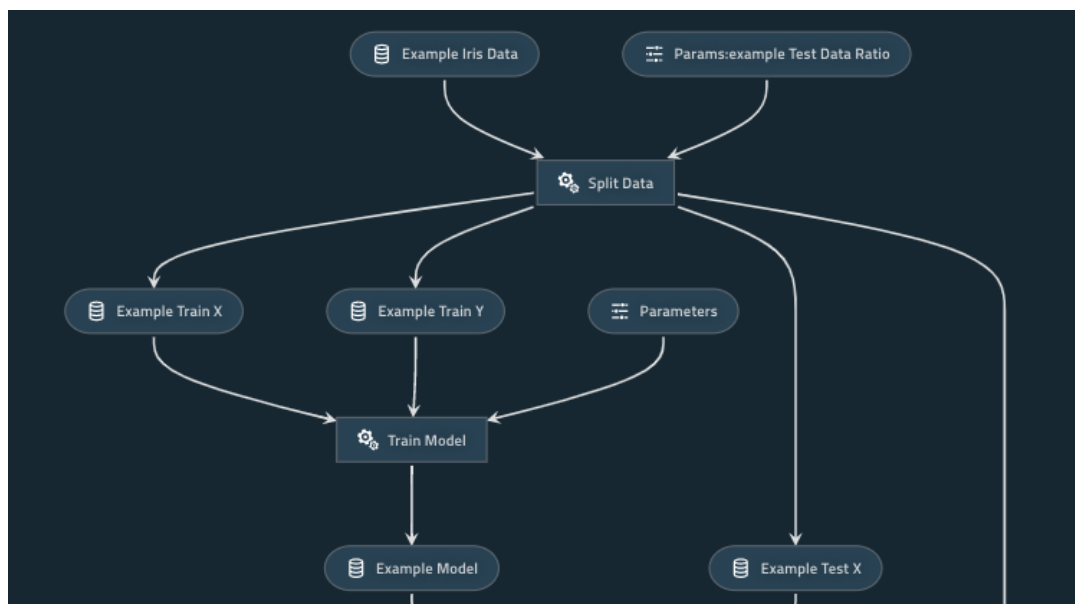 Example Iris Data
Params:example Test Data Ratio
Split Data
Example Train X
Example Train Y
Parameters
Train Model
Example Model
Example Test X